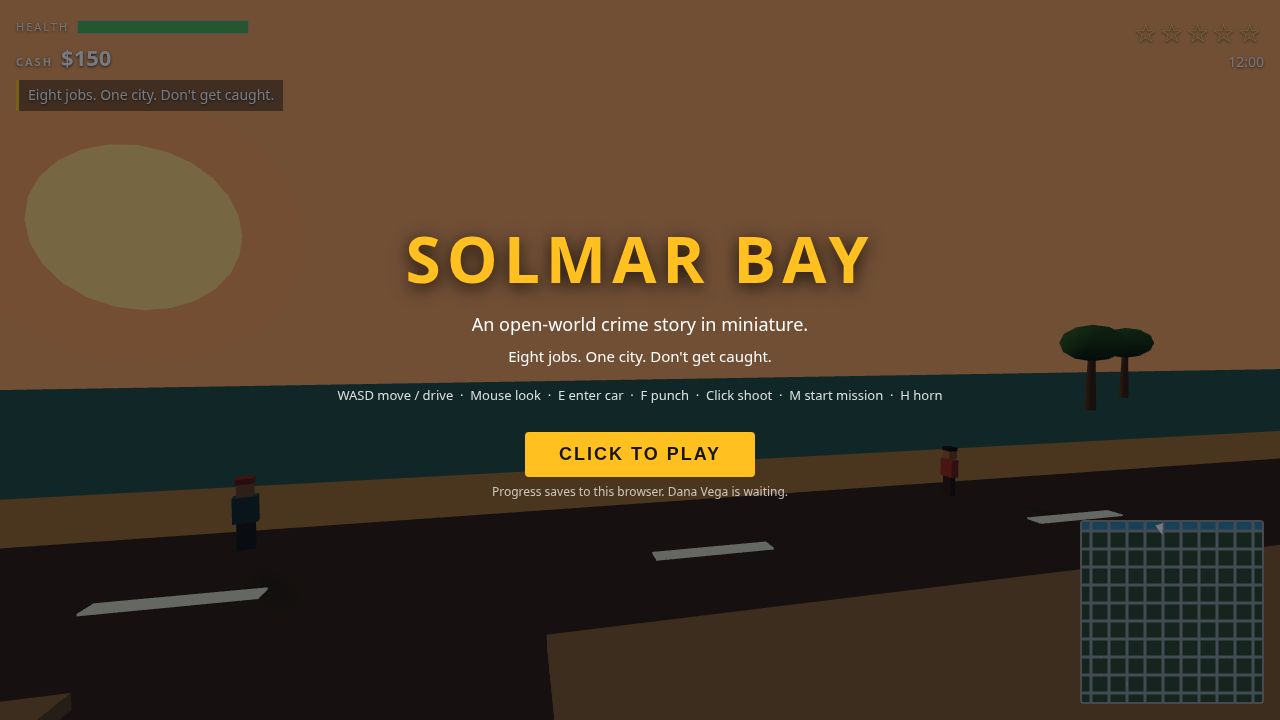 HEALTH
☆☆☆☆☆
CASH $150
12:00
Eight jobs. One city. Don't get caught.
SOLMAR BAY
An open-world crime story in miniature.
Eight jobs. One city. Don't get caught.
WASD move / drive · Mouse look · E enter car · F punch · Click shoot · M start mission · H horn
CLICK TO PLAY
Progress saves to this browser. Dana Vega is waiting.